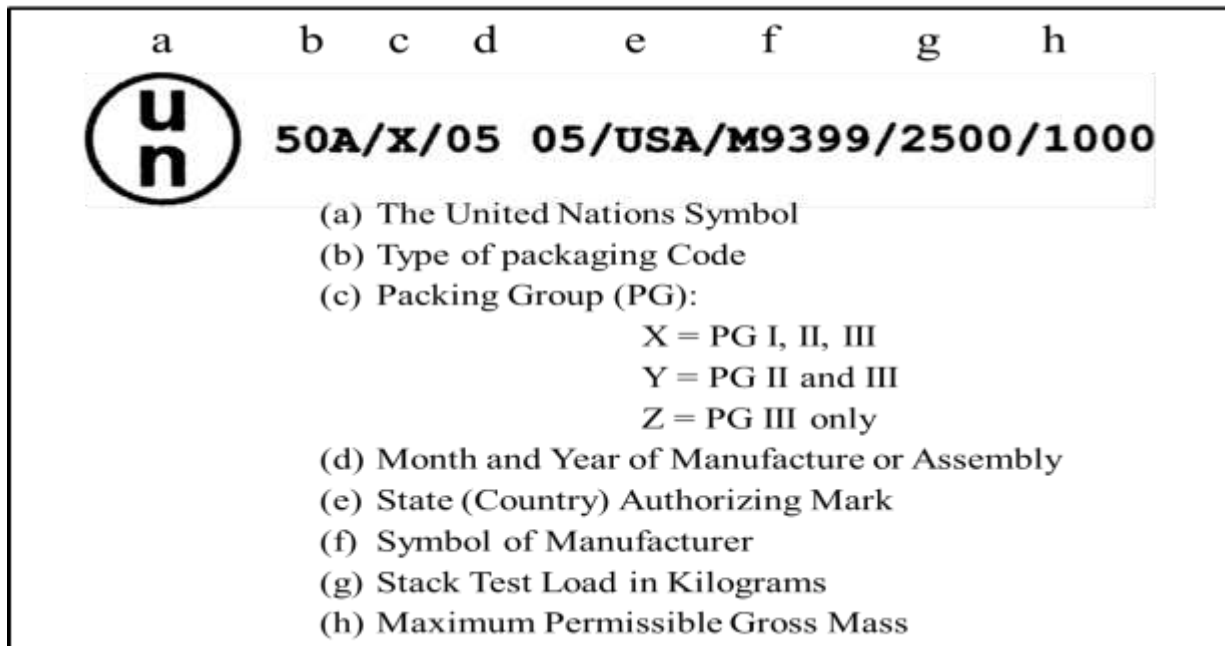 a b c d e f g h
u
n
50A/X/05 05/USA/M9399/2500/1000
(a) The United Nations Symbol
(b) Type of packaging Code
(c) Packing Group (PG):
X = PG I, II, III
Y = PG II and III
Z = PG III only
(d) Month and Year of Manufacture or Assembly
(e) State (Country) Authorizing Mark
(f) Symbol of Manufacturer
(g) Stack Test Load in Kilograms
(h) Maximum Permissible Gross Mass